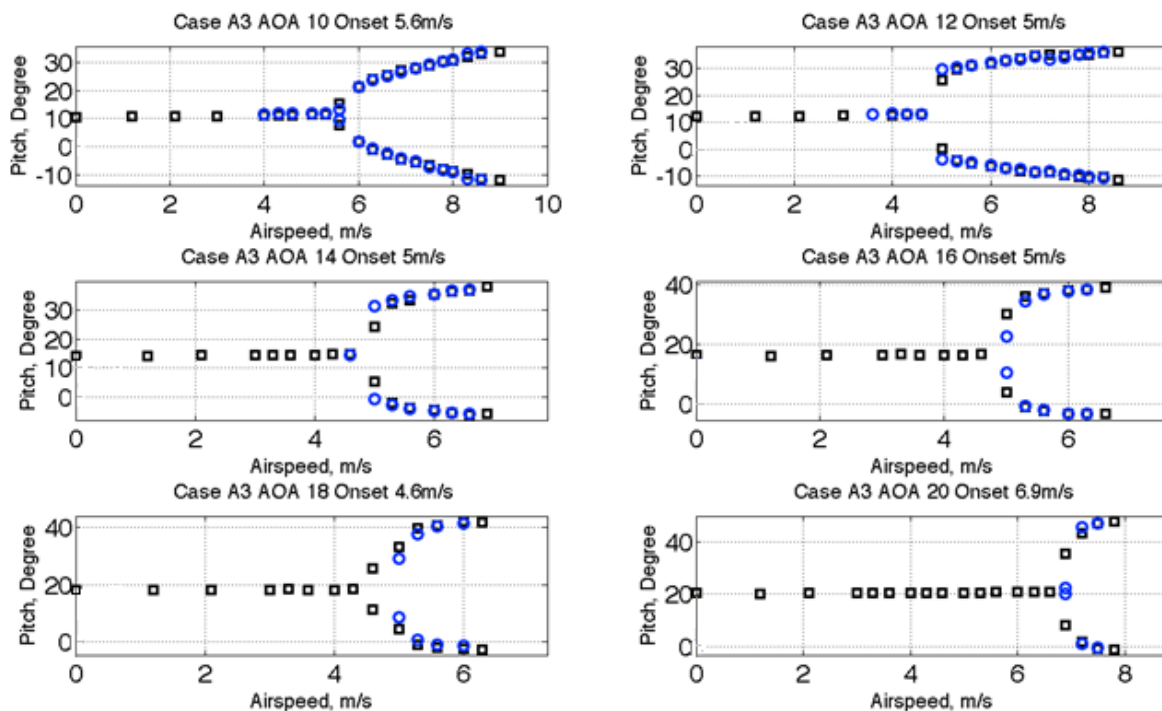 Case A3 AOA 10 Onset 5.6m/s
Pitch, Degree
30
20
10
0
-10
0 2 4 6 8 10
Airspeed, m/s
Case A3 AOA 12 Onset 5m/s
Pitch, Degree
30
20
10
0
-10
0 2 4 6 8
Airspeed, m/s
Case A3 AOA 14 Onset 5m/s
Pitch, Degree
30
20
10
0
0 2 4 6
Airspeed, m/s
Case A3 AOA 16 Onset 5m/s
Pitch, Degree
40
20
0
0 2 4 6
Airspeed, m/s
Case A3 AOA 18 Onset 4.6m/s
Pitch, Degree
40
20
0
0 2 4 6
Airspeed, m/s
Case A3 AOA 20 Onset 6.9m/s
Pitch, Degree
40
20
0
0 2 4 6 8
Airspeed, m/s